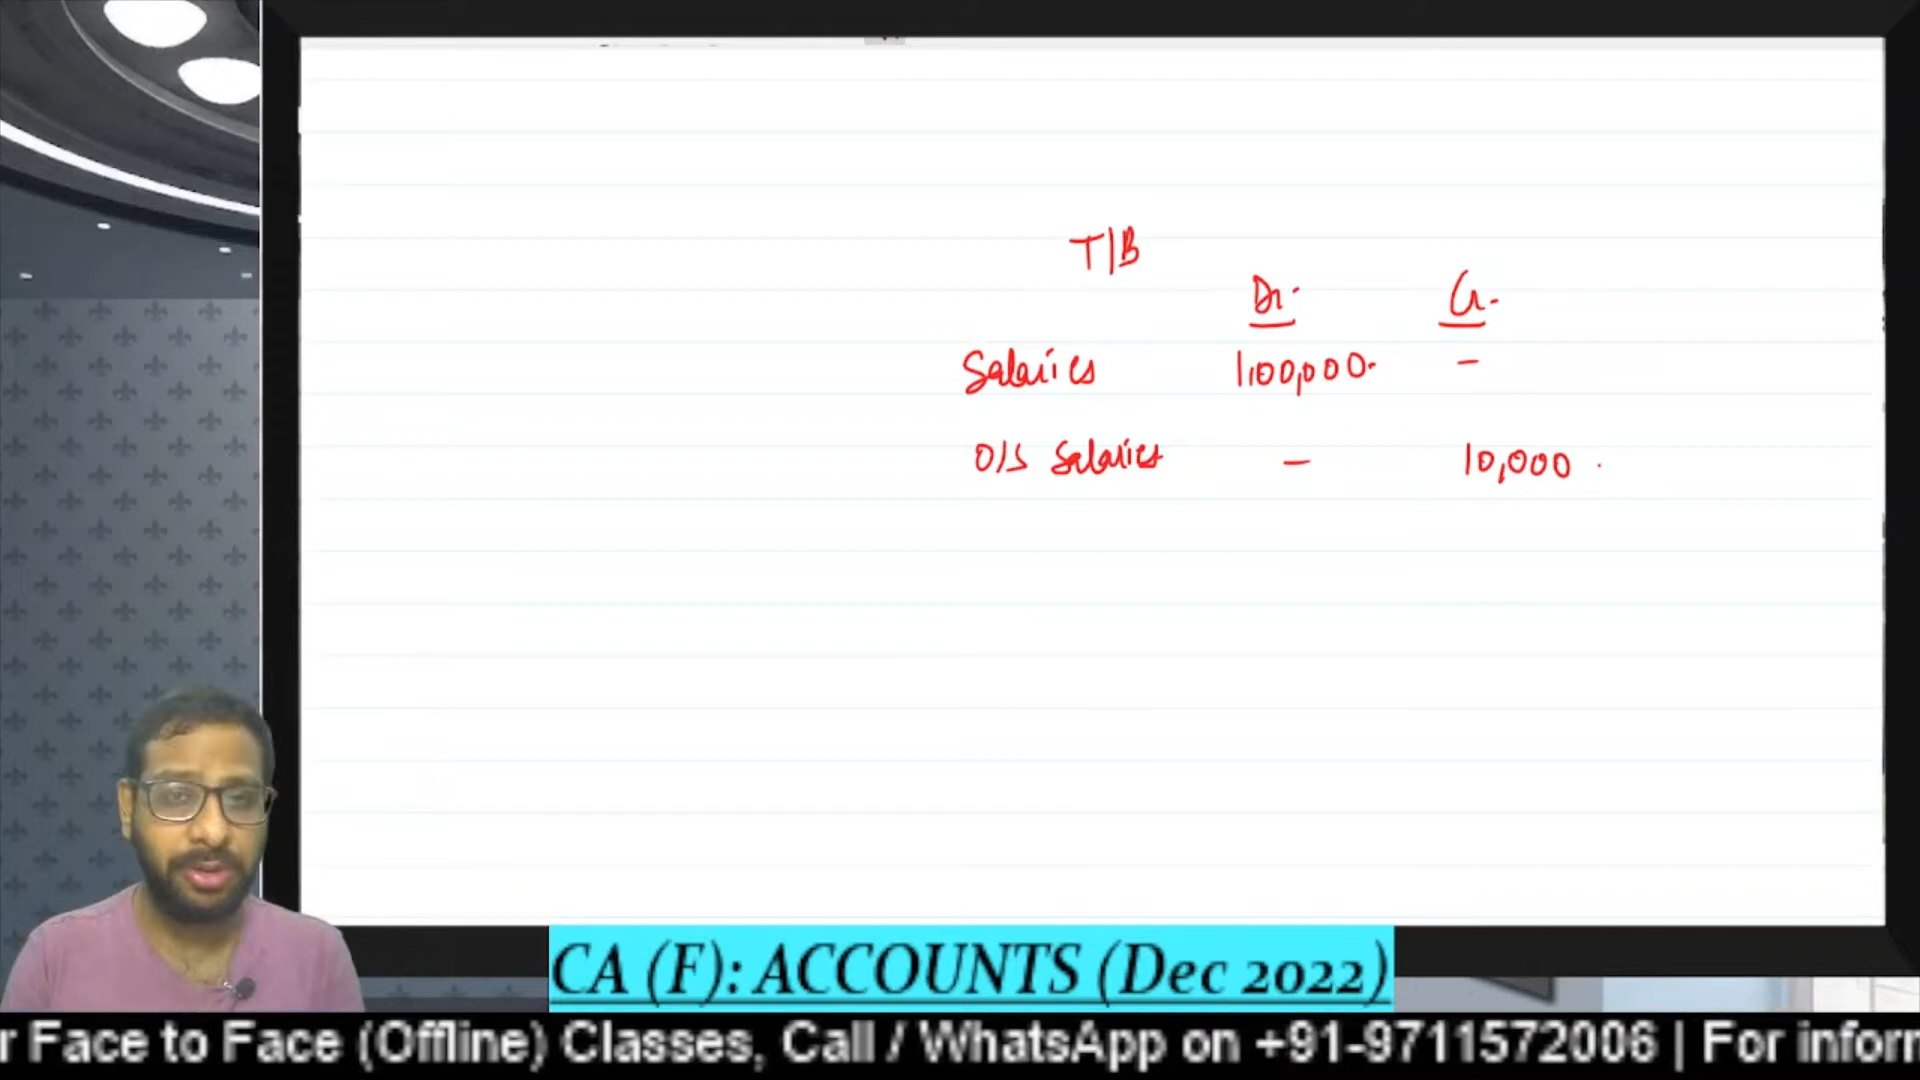 T/B
Dr. Cr.
Salaries 1,00,000. –
O/S Salaries – 10,000
CA (F): ACCOUNTS (Dec 2022)
r Face to Face (Offline) Classes, Call / WhatsApp on +91-9711572006 | For inform